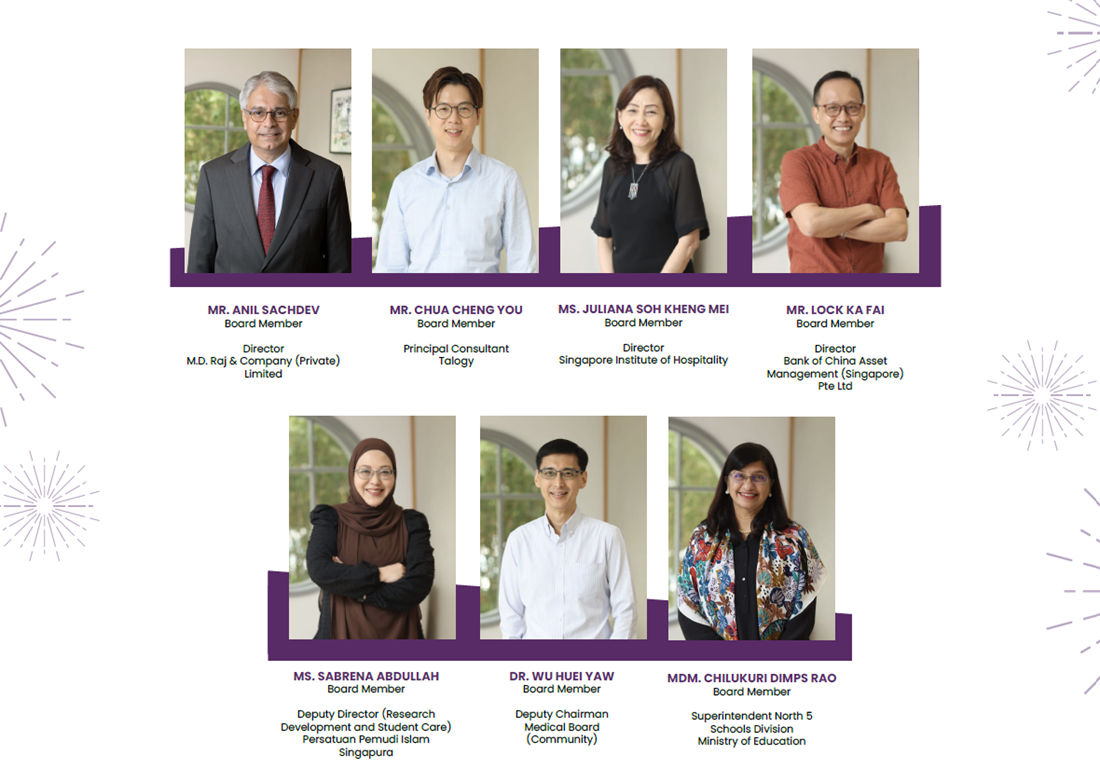 MR. ANIL SACHDEV
Board Member
Director
M.D. Raj & Company (Private)
Limited
MR. CHUA CHENG YOU
Board Member
Principal Consultant
Talogy
MS. JULIANA SOH KHENG MEI
Board Member
Director
Singapore Institute of Hospitality
MR. LOCK KA FAI
Board Member
Director
Bank of China Asset
Management (Singapore)
Pte Ltd
MS. SABRENA ABDULLAH
Board Member
Deputy Director (Research
Development and Student Care)
Persatuan Pemudi Islam
Singapura
DR. WU HUEI YAW
Board Member
Deputy Chairman
Medical Board
(Community)
MDM. CHILUKURI DIMPS RAO
Board Member
Superintendent North 5
Schools Division
Ministry of Education